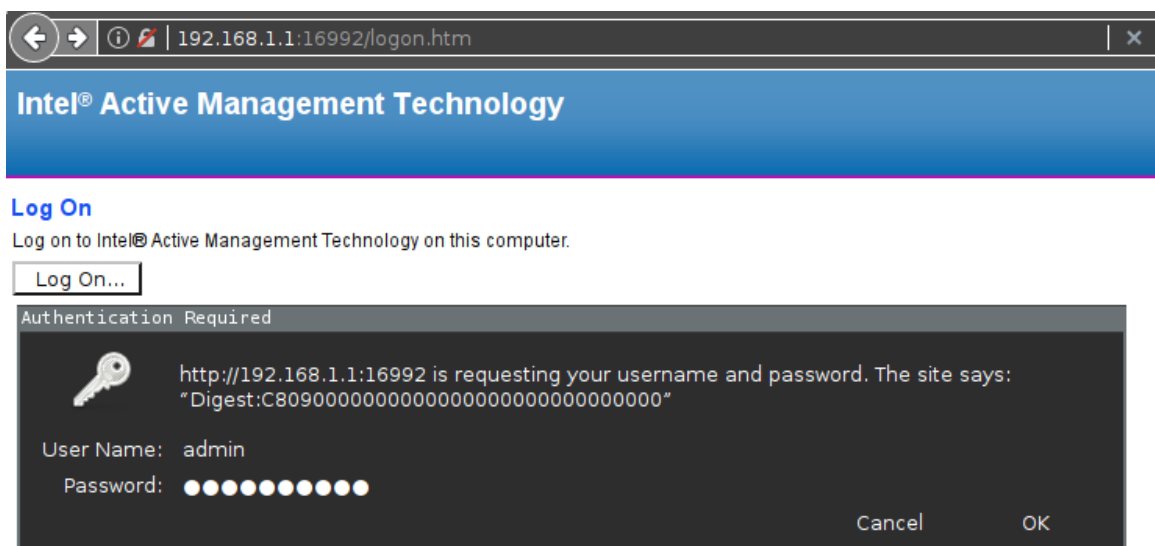 192.168.1.1:16992/logon.htm
Intel® Active Management Technology
Log On
Log on to Intel® Active Management Technology on this computer.
Log On...
Authentication Required
http://192.168.1.1:16992 is requesting your username and password. The site says:
"Digest:C8090000000000000000000000000000"
User Name: admin
Password: ●●●●●●●●●●
Cancel OK